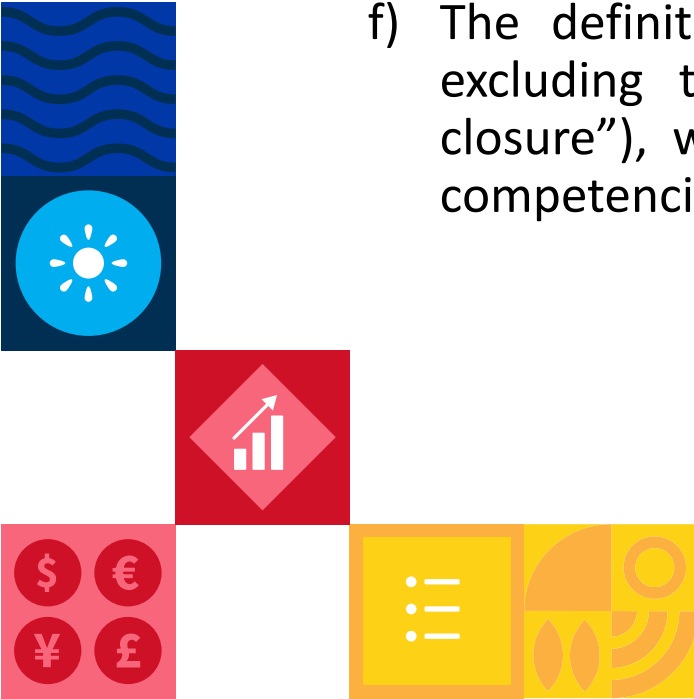 f) The definit
excluding t
closure”), w
competenci
$ €
¥ £